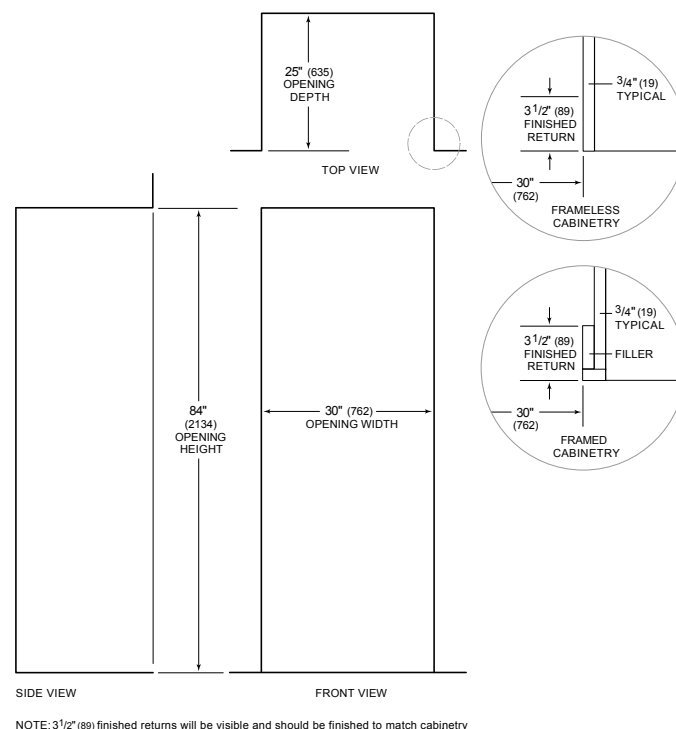 25" (635)
OPENING
DEPTH
TOP VIEW
3/4" (19)
TYPICAL
3 1/2" (89)
FINISHED
RETURN
30"
(762)
FRAMELESS
CABINETRY
3/4" (19)
TYPICAL
3 1/2" (89)
FINISHED
RETURN
FILLER
30"
(762)
FRAMED
CABINETRY
84"
(2134)
OPENING
HEIGHT
30" (762)
OPENING WIDTH
SIDE VIEW
FRONT VIEW
NOTE: 3 1/2" (89) finished returns will be visible and should be finished to match cabinetry